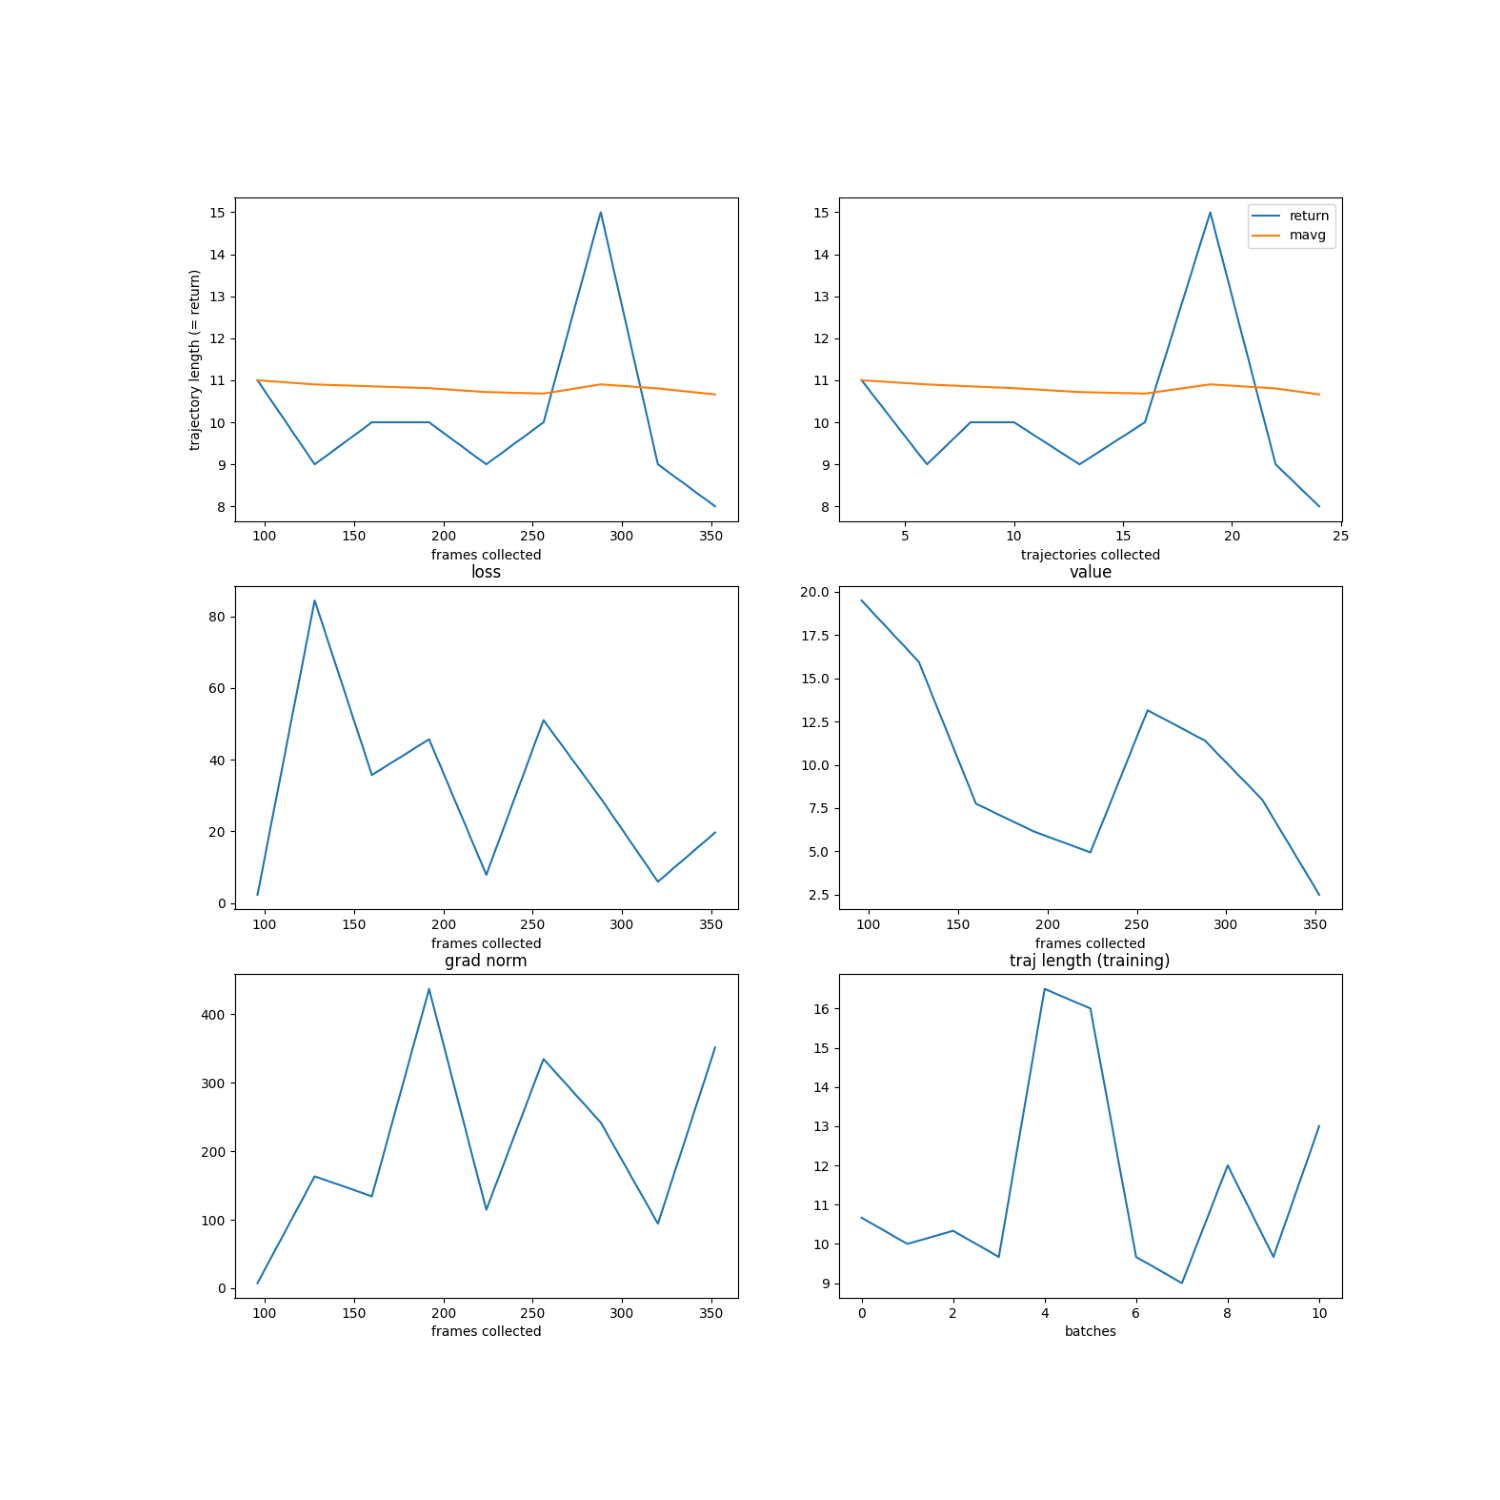 15
14
13
12
11
10
9
8
trajectory length (= return)
100 150 200 250 300 350
frames collected
15
14
13
12
11
10
9
8
return
mavg
5 10 15 20 25
trajectories collected
loss
80
60
40
20
0
100 150 200 250 300 350
frames collected
value
20.0
17.5
15.0
12.5
10.0
7.5
5.0
2.5
100 150 200 250 300 350
frames collected
grad norm
400
300
200
100
0
100 150 200 250 300 350
frames collected
traj length (training)
16
15
14
13
12
11
10
9
0 2 4 6 8 10
batches